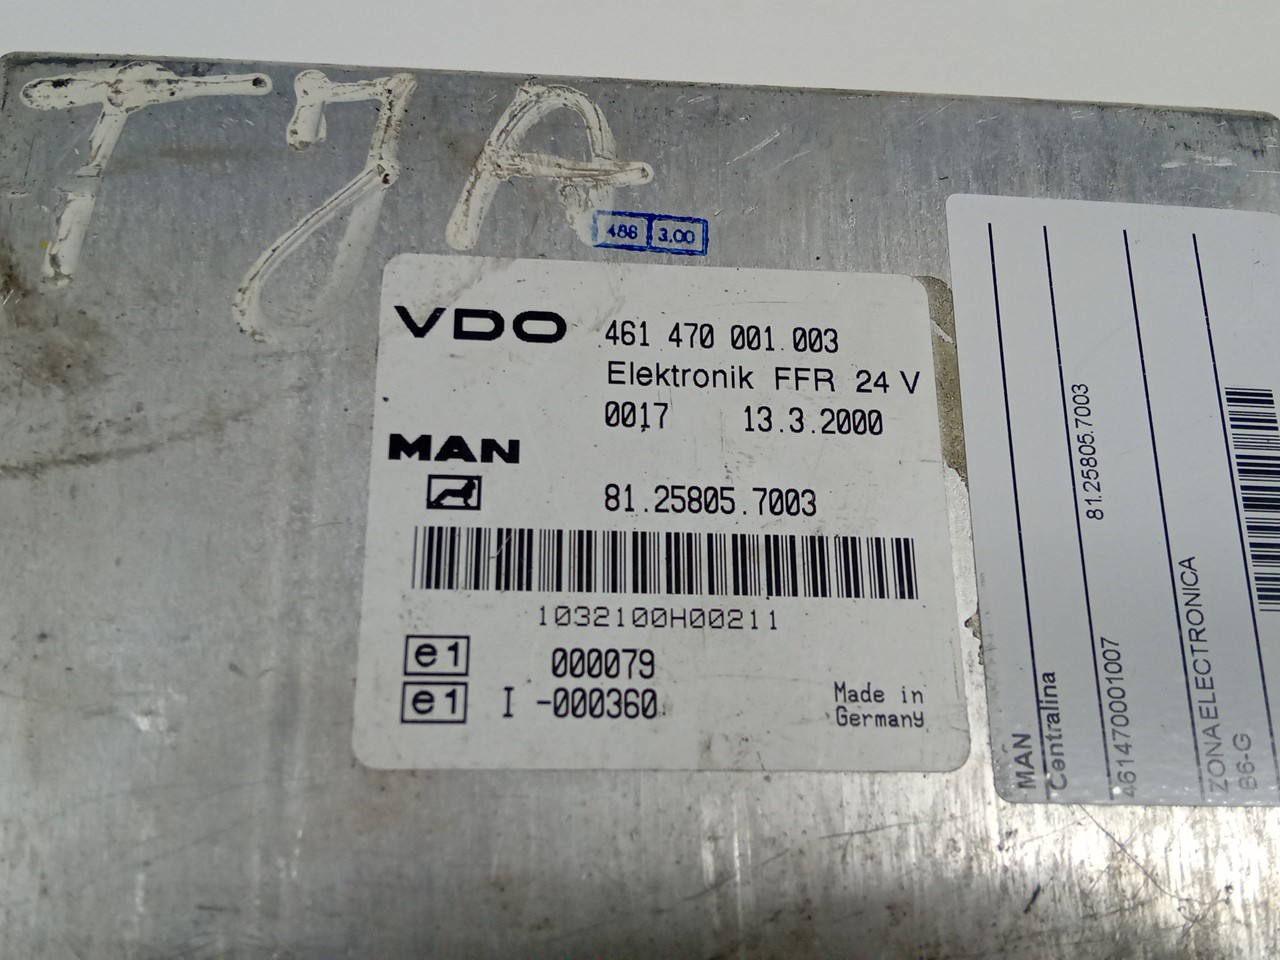 TJA
486 3.00
VDO 461 470 001.003
Elektronik FFR 24 V
0017 13.3.2000
MAN
81.25805.7003
1032100H00211
e1 000079
e1 I -000360
Made in
Germany
MAN
Centralina
81.25805.7003
461470001007
ZONA ELECTRONICA
B6-G